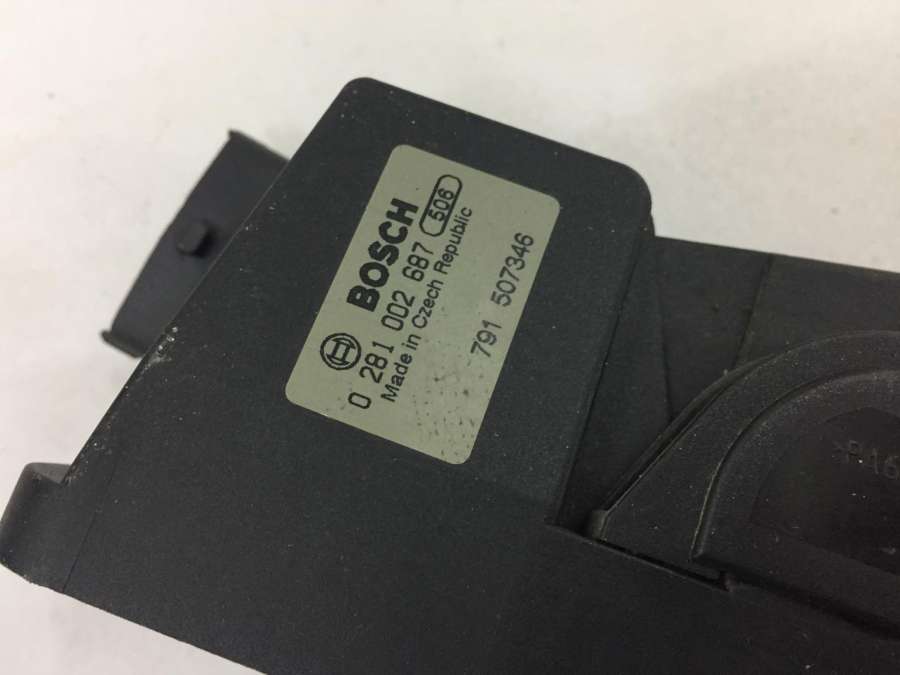 BOSCH
0 281 002 687 506
Made in Czech Republic
791 507346